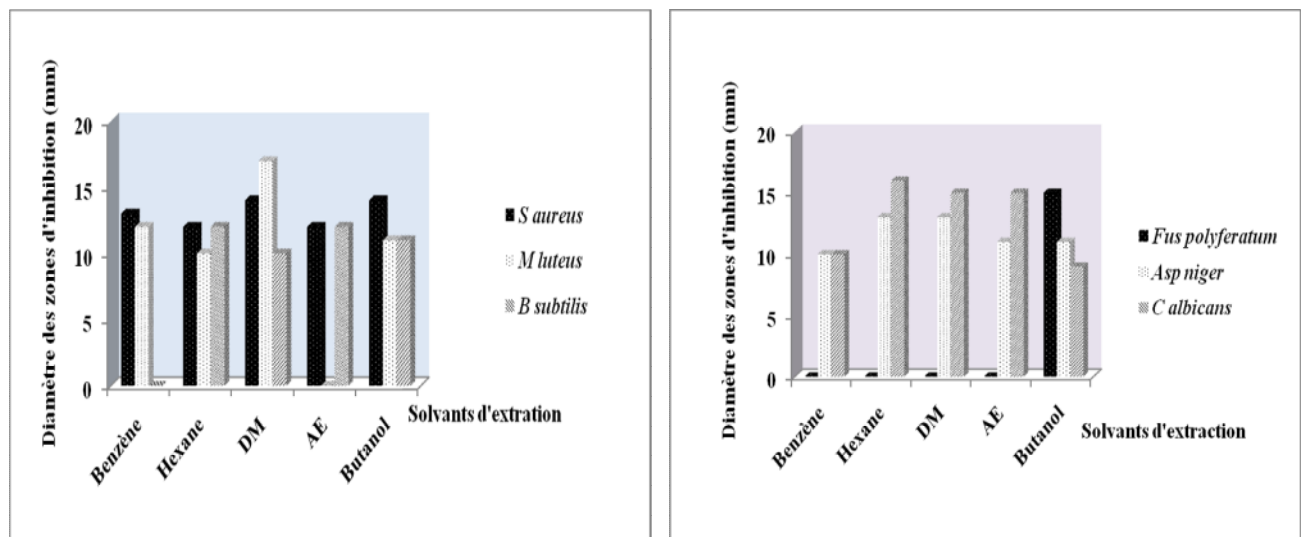 Diamètre des zones d'inhibition (mm)
20
15
10
5
0
Benzène
Hexane
DM
AE
Butanol
Solvants d'extration
S aureus
M luteus
B subtilis
Diamètre des zones d'inhibition (mm)
20
15
10
5
0
Benzène
Hexane
DM
AE
Butanol
Solvants d'extraction
Fus polyferatum
Asp niger
C albicans